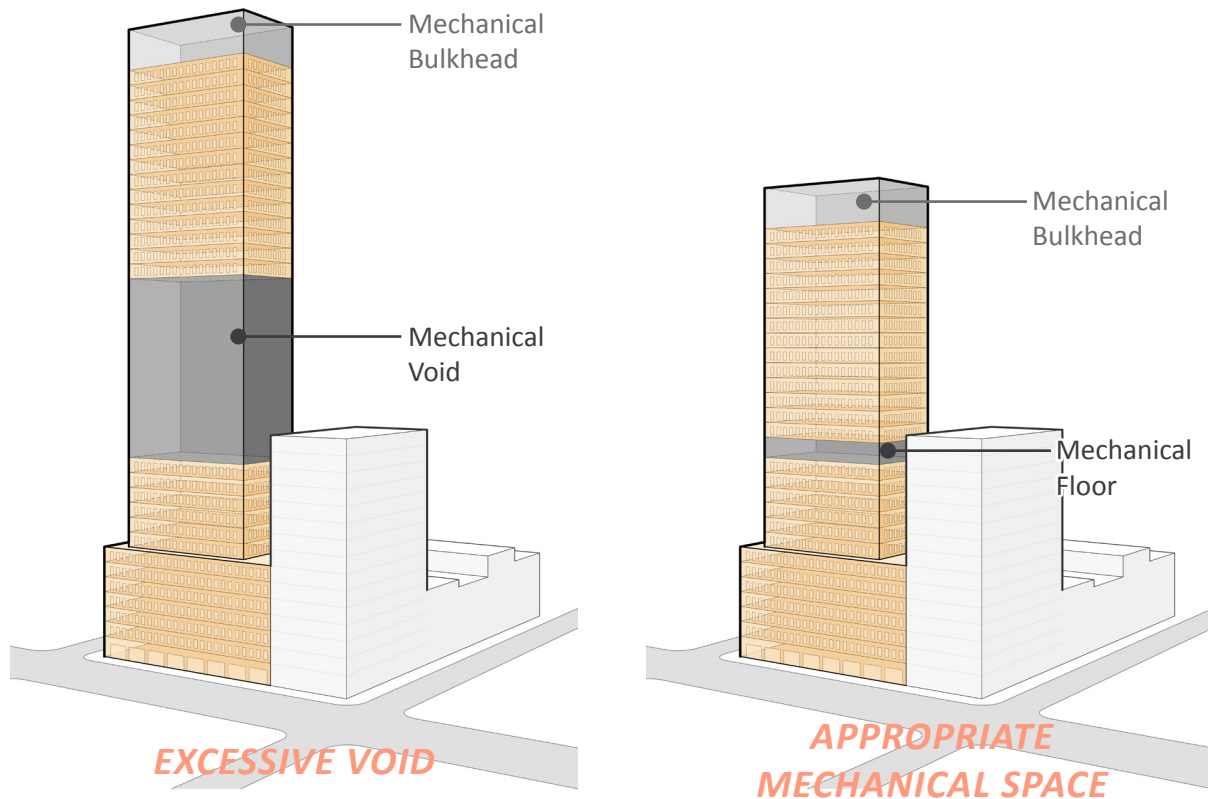 Mechanical
Bulkhead
Mechanical
Void
EXCESSIVE VOID
Mechanical
Bulkhead
Mechanical
Floor
APPROPRIATE
MECHANICAL SPACE